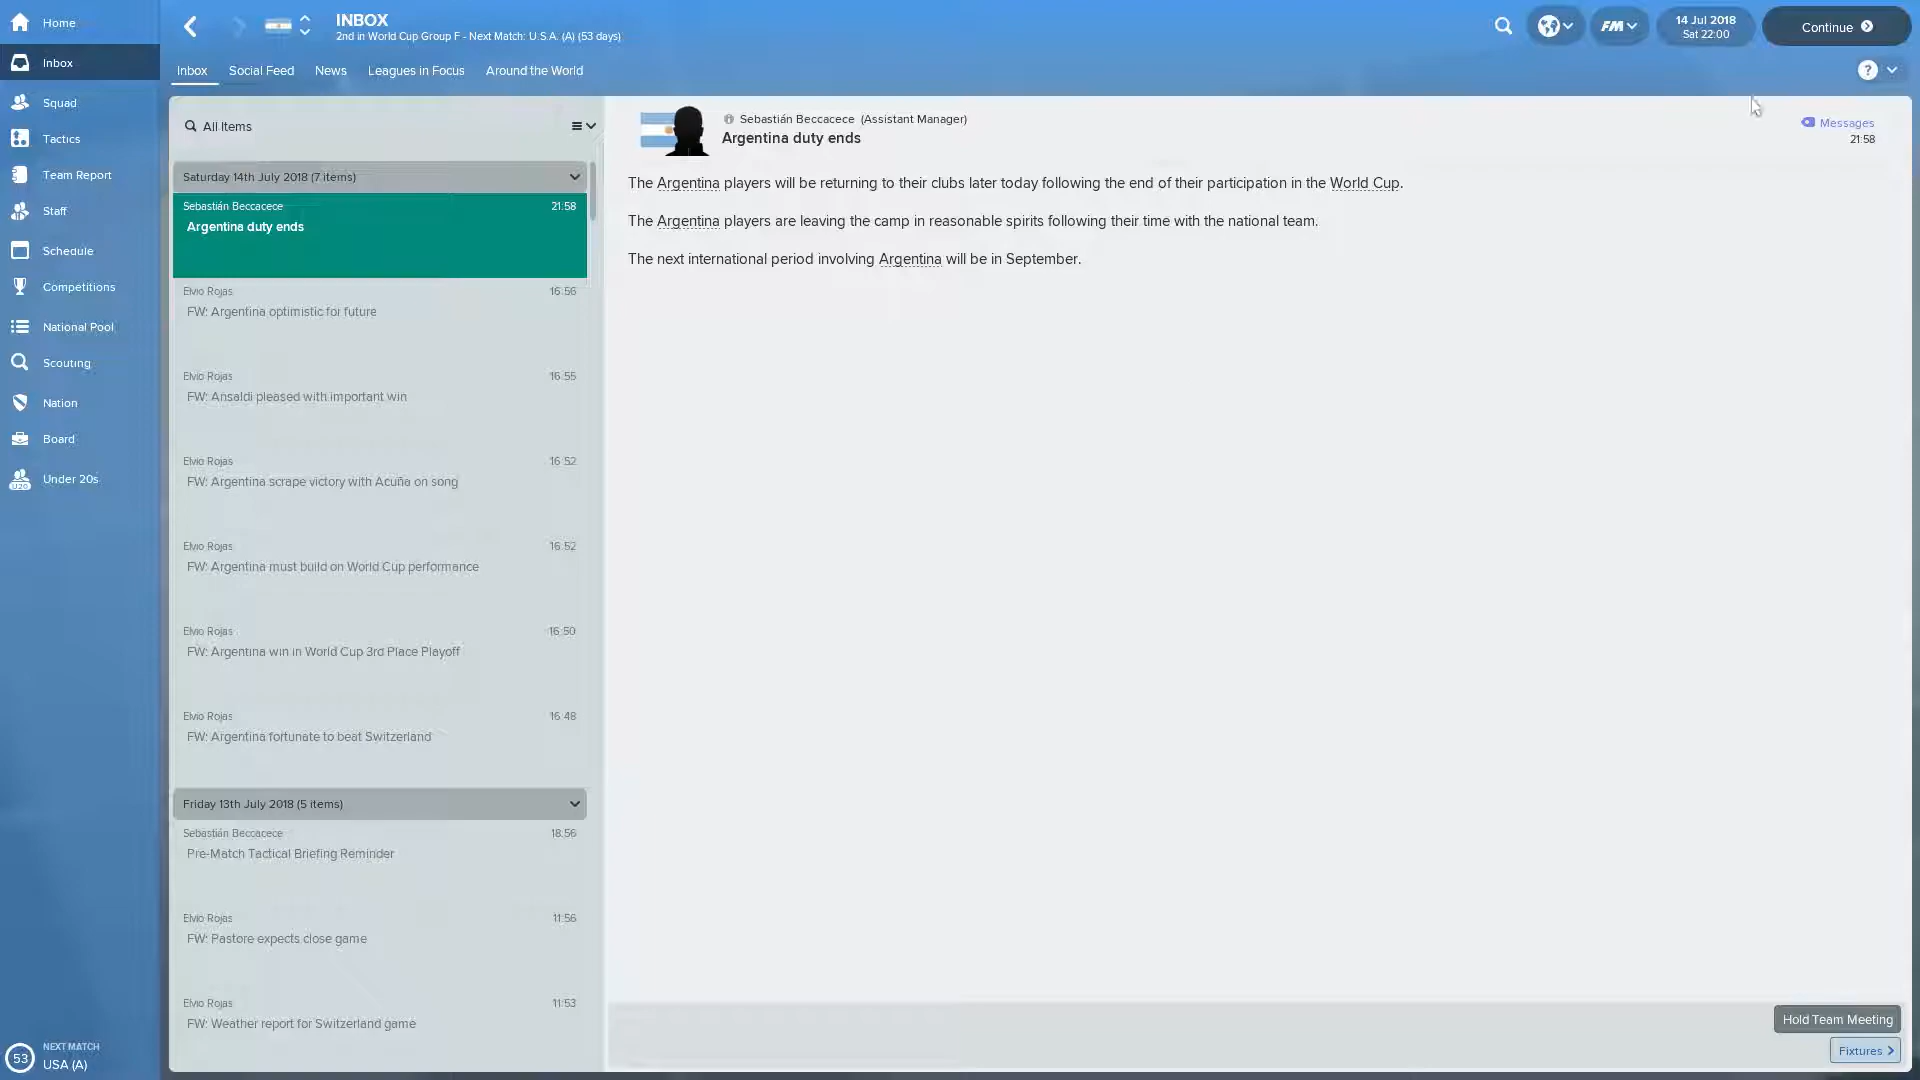 Home
Inbox
Squad
Tactics
Team Report
Staff
Schedule
Competitions
National Pool
Scouting
Nation
Board
U20
Under 20s
53
NEXT MATCH
USA (A)
INBOX
2nd in World Cup Group F - Next Match: U.S.A. (A) (53 days)
FM
14 Jul 2018
Sat 22:00
Continue
Inbox
Social Feed
News
Leagues in Focus
Around the World
?
All Items
Saturday 14th July 2018 (7 items)
Sebastián Beccacece 21:58
Argentina duty ends
Elvio Rojas 16:56
FW: Argentina optimistic for future
Elvio Rojas 16:55
FW: Ansaldi pleased with important win
Elvio Rojas 16:52
FW: Argentina scrape victory with Acuña on song
Elvio Rojas 16:52
FW: Argentina must build on World Cup performance
Elvio Rojas 16:50
FW: Argentina win in World Cup 3rd Place Playoff
Elvio Rojas 16:48
FW: Argentina fortunate to beat Switzerland
Friday 13th July 2018 (5 items)
Sebastián Beccacece 18:56
Pre-Match Tactical Briefing Reminder
Elvio Rojas 11:56
FW: Pastore expects close game
Elvio Rojas 11:53
FW: Weather report for Switzerland game
Sebastián Beccacece (Assistant Manager)
Argentina duty ends
Messages
21:58
The Argentina players will be returning to their clubs later today following the end of their participation in the World Cup.
The Argentina players are leaving the camp in reasonable spirits following their time with the national team.
The next international period involving Argentina will be in September.
Hold Team Meeting
Fixtures